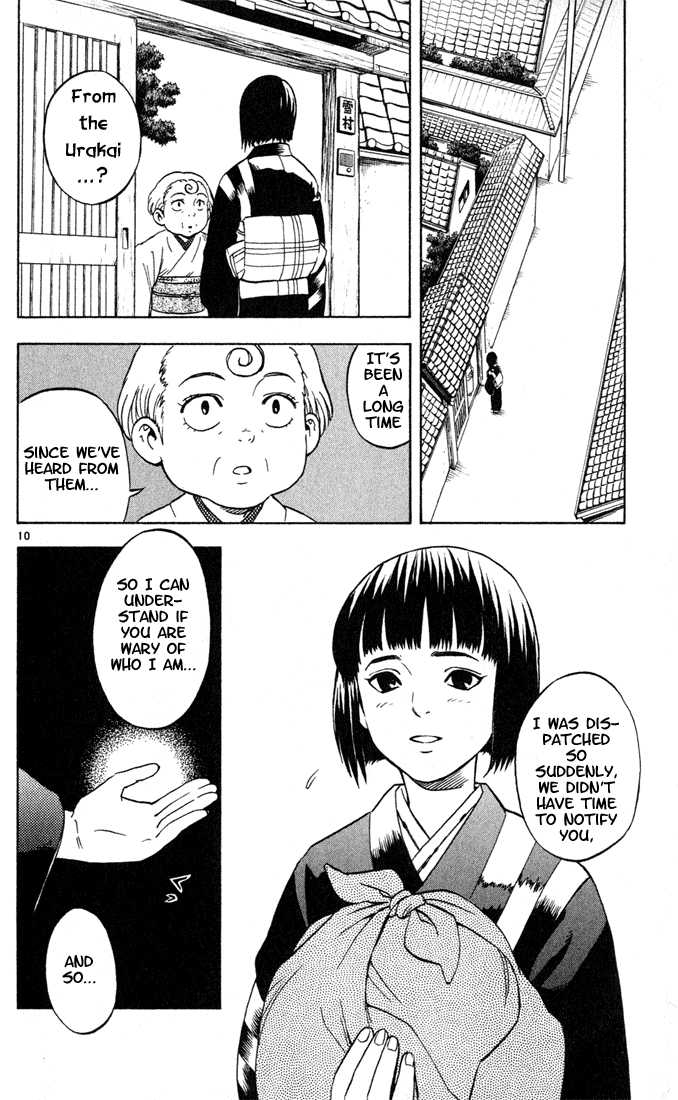 From
the
Urakai
...?
雪
村
IT'S
BEEN
A
LONG
TIME
SINCE WE'VE
HEARD FROM
THEM...
10
I WAS DIS-
PATCHED
SO
SUDDENLY,
WE DIDN'T
HAVE TIME
TO NOTIFY
YOU,
SO I CAN
UNDER-
STAND IF
YOU ARE
WARY OF
WHO I AM...
AND
SO...